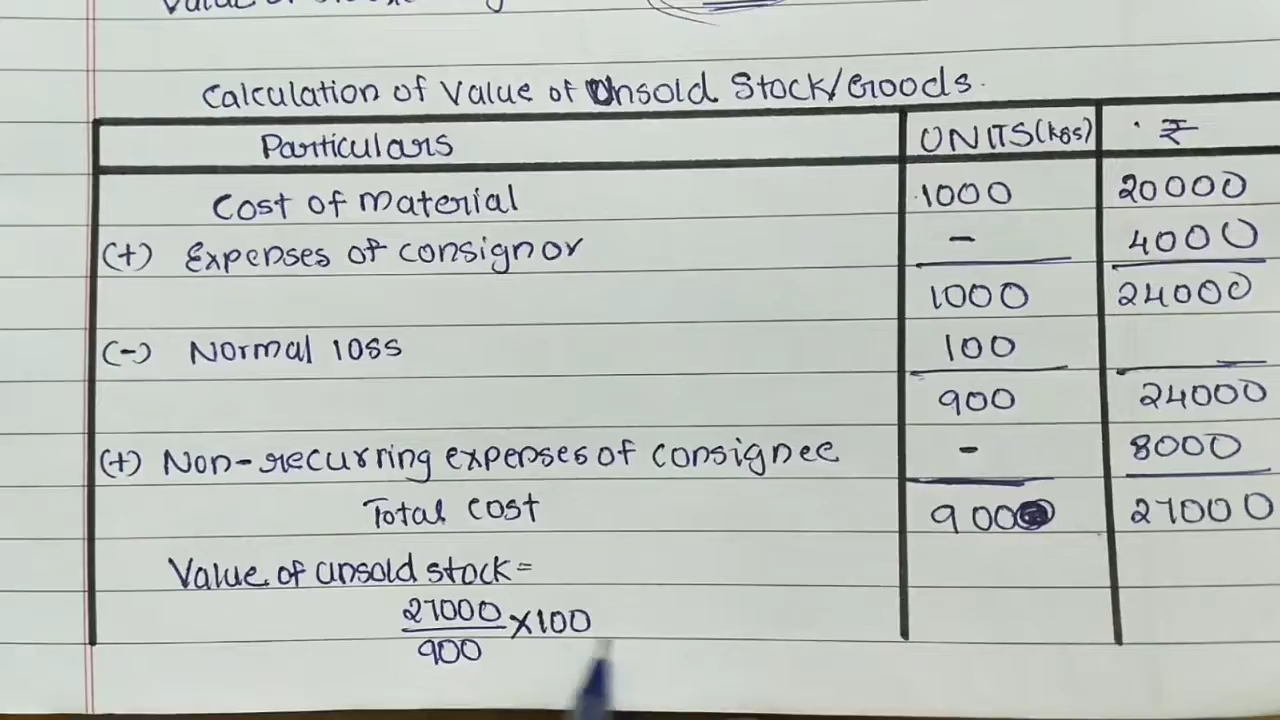 Value of
Calculation of Value of Unsold Stock/Goods.
Particulars UNITS(kgs) ₹
Cost of material 1000 20000
(+) Expenses of consignor - 4000
1000 24000
(-) Normal loss 100 —
900 24000
(+) Non-recurring expenses of consignee - 8000
Total cost 900 27000
Value of unsold stock=
27000
× 100
900